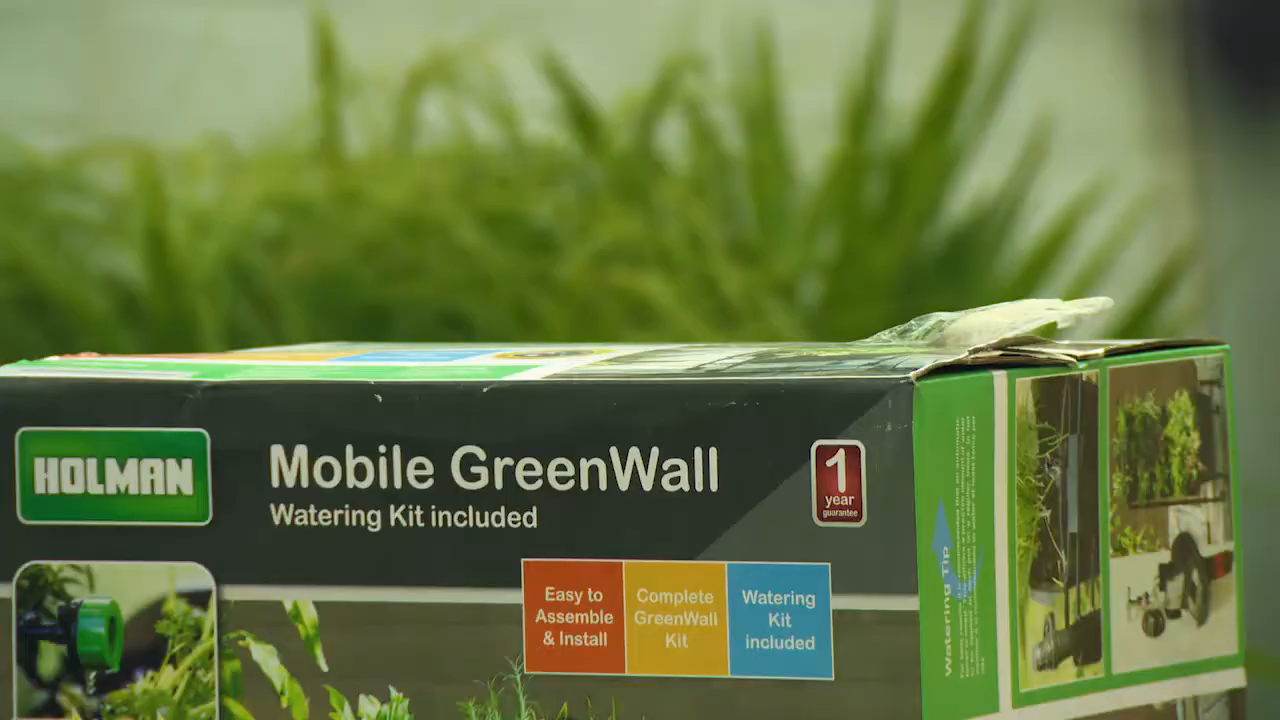 HOLMAN
Mobile GreenWall
Watering Kit included
1
year
guarantee
Easy to
Assemble
& Install
Complete
GreenWall
Kit
Watering
Kit
included
Watering Tip